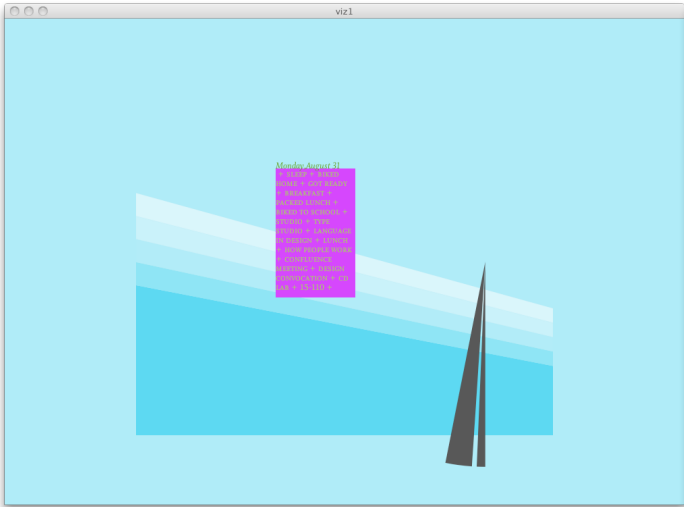 viz1
Monday August 31
+ SLEEP + BIKED
HOME + GOT READY
+ BREAKFAST +
PACKED LUNCH +
BIKED TO SCHOOL +
STUDIO + TYPE
STUDIO + LANGUAGE
IN DESIGN + LUNCH
+ HOW PEOPLE WORK
+ CONFLUENCE
MEETING + DESIGN
CONVOCATION + CD
LAB + 15-110 +